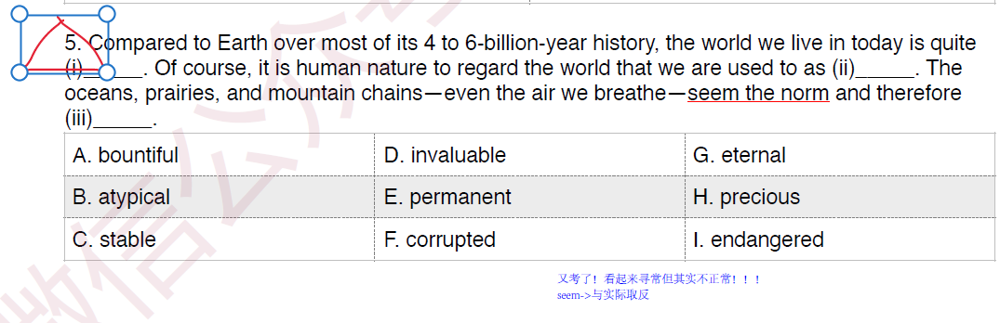 5. Compared to Earth over most of its 4 to 6-billion-year history, the world we live in today is quite
(i)_____. Of course, it is human nature to regard the world that we are used to as (ii)_____. The
oceans, prairies, and mountain chains—even the air we breathe—seem the norm and therefore
(iii)_____.
A. bountiful D. invaluable G. eternal
B. atypical E. permanent H. precious
C. stable F. corrupted I. endangered
又考了！看起来寻常但其实不正常！！！
seem->与实际取反
微信公众